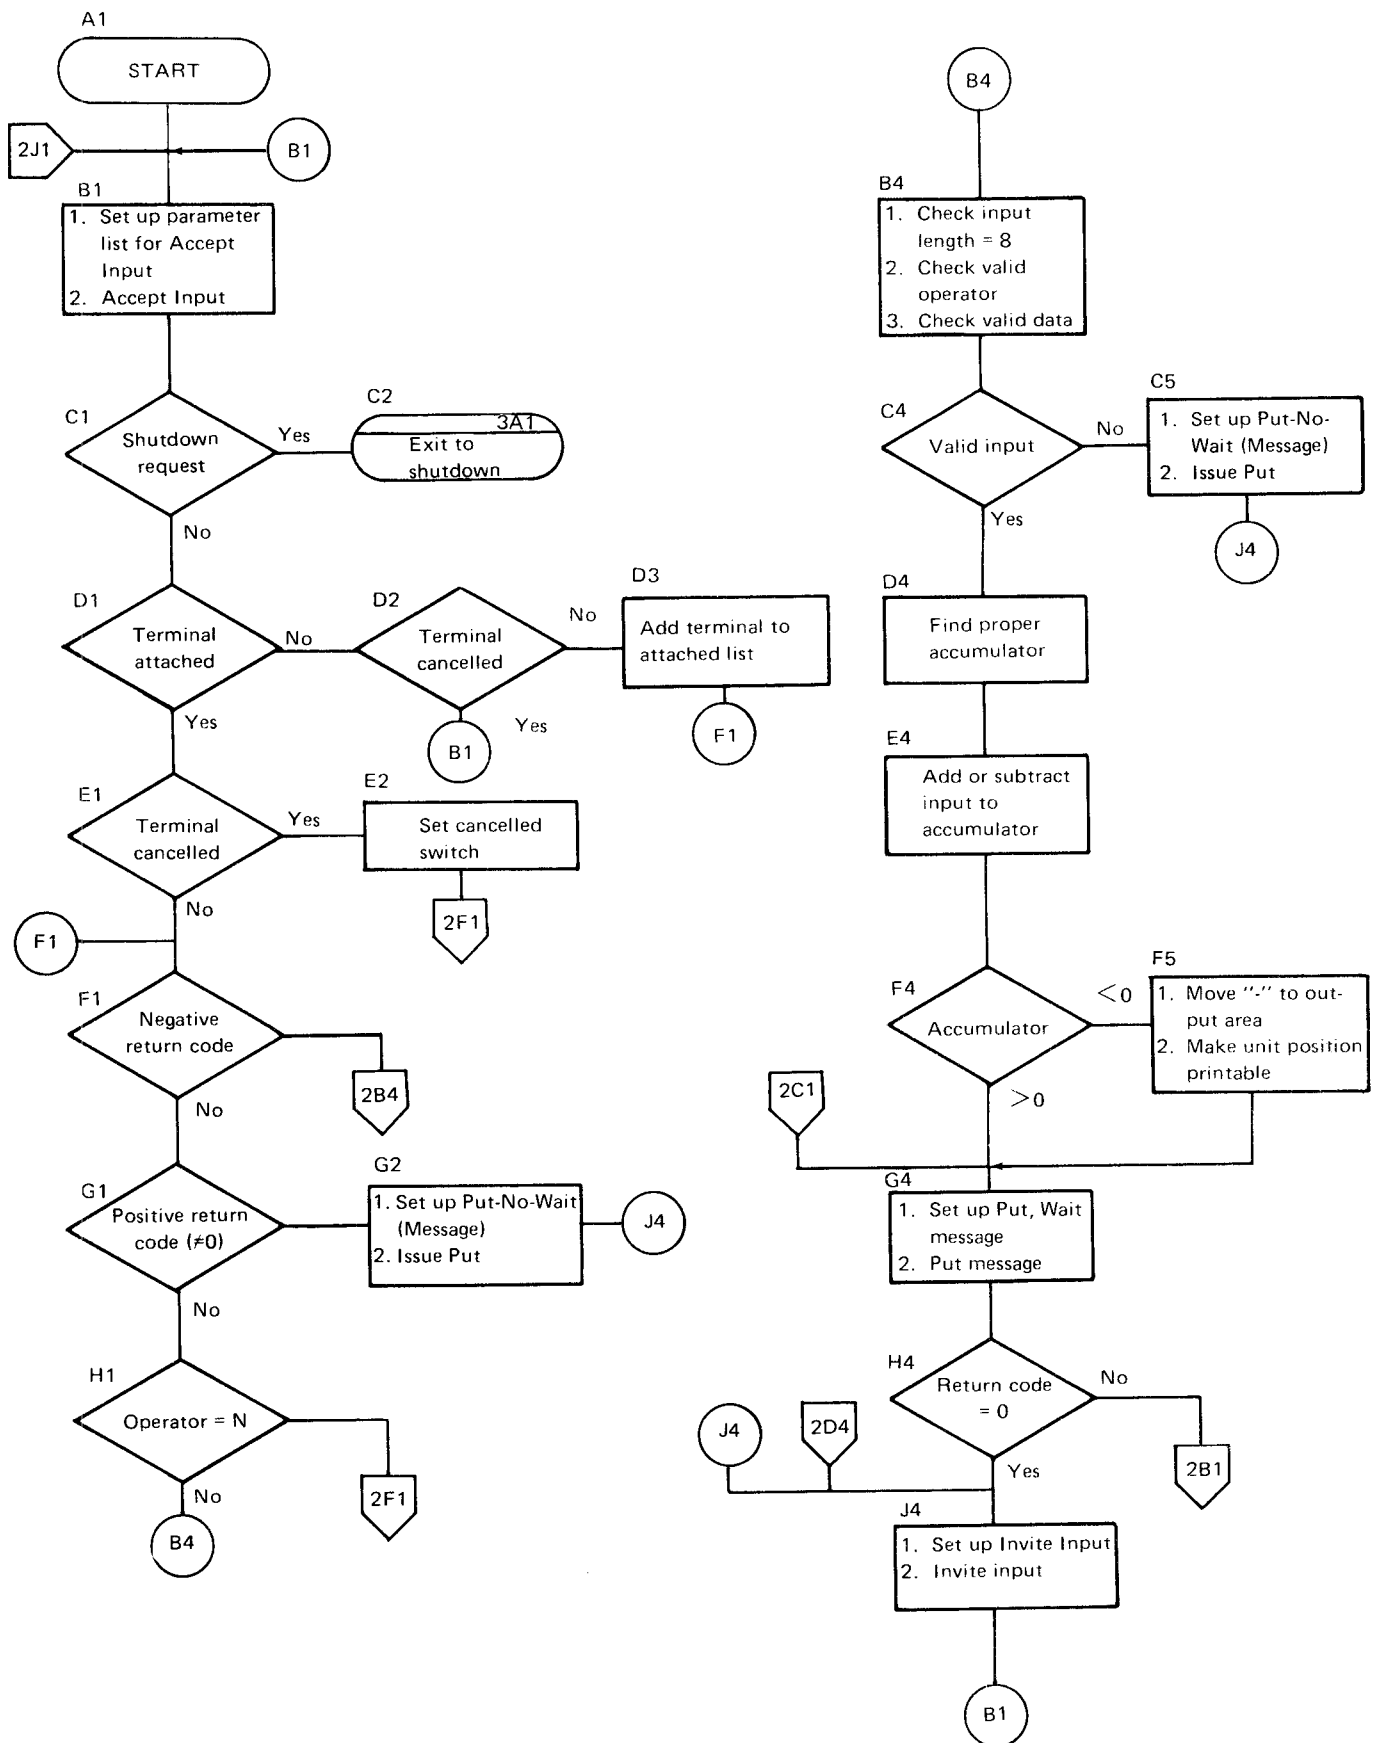 A1
START
2J1
B1
B1
1. Set up parameter
list for Accept
Input
2. Accept Input
C1
Shutdown
request
Yes
C2
3A1
Exit to
shutdown
No
D1
Terminal
attached
No
D2
Terminal
cancelled
No
D3
Add terminal to
attached list
F1
Yes
B1
Yes
E1
Terminal
cancelled
Yes
E2
Set cancelled
switch
2F1
No
F1
F1
Negative
return code
2B4
No
G1
Positive return
code (≠0)
G2
1. Set up Put-No-Wait
(Message)
2. Issue Put
J4
No
H1
Operator = N
2F1
No
B4
B4
B4
1. Check input
length = 8
2. Check valid
operator
3. Check valid data
C4
Valid input
No
C5
1. Set up Put-No-
Wait (Message)
2. Issue Put
J4
Yes
D4
Find proper
accumulator
E4
Add or subtract
input to
accumulator
F4
Accumulator
<0
F5
1. Move "-" to out-
put area
2. Make unit position
printable
>0
2C1
G4
1. Set up Put, Wait
message
2. Put message
H4
Return code
= 0
No
2B1
Yes
J4
2D4
J4
1. Set up Invite Input
2. Invite input
B1